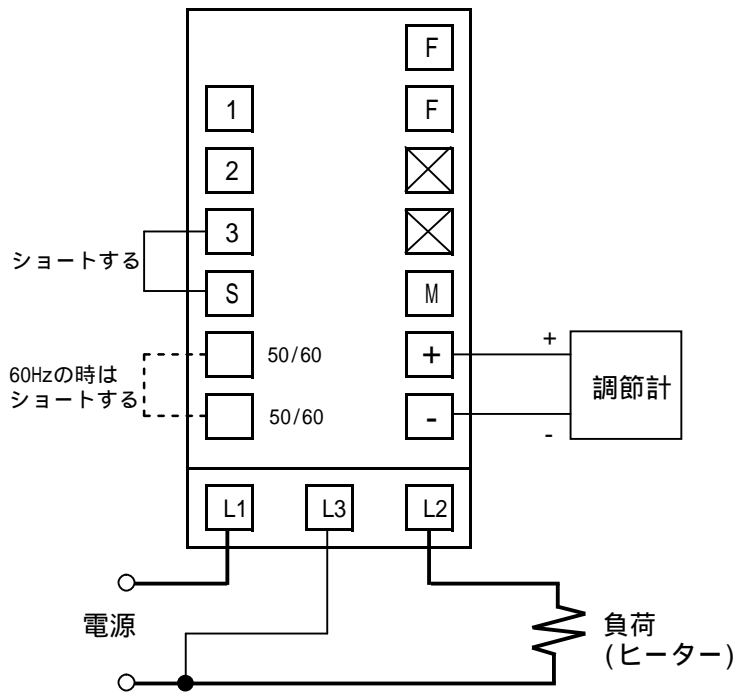 F
1
F
2
3
ショートする
S
M
50/60
+
+
60Hzの時は
ショートする
調節計
50/60
-
-
L1
L3
L2
電源
負荷
(ヒーター)